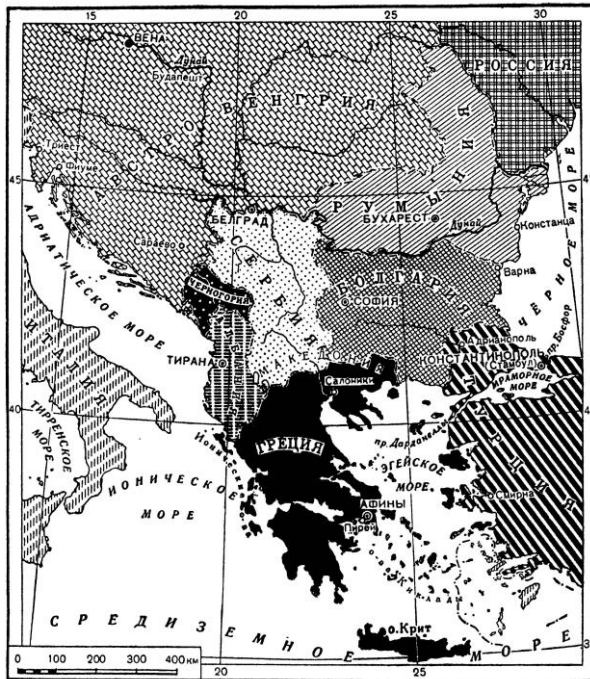 15
20
25
30
ВЕНА
Дунай
Будапешт
РОССИЯ
АВСТРО
ВЕНГРИЯ
Триест
Фиуме
45
РУМЫНИЯ
БЕЛГРАД
БУХАРЕСТ
Дунай
Констанца
АДРИАТИЧЕСКОЕ МОРЕ
Сараево
СЕРБИЯ
БОЛГАРИЯ
Варна
ЧЁРНОЕ МОРЕ
ЧЕРНОГОРИЯ
СОФИЯ
ИТАЛИЯ
ТИРАНА
Адрианополь
пр. Босфор
КОНСТАНТИНОПОЛЬ
(Стамбул)
МРАМОРНОЕ
МОРЕ
Салоники
40
ТИРРЕНСКОЕ
МОРЕ
ГРЕЦИЯ
пр. Дарданеллы
ТУРЦИЯ
ЭГЕЙСКОЕ
МОРЕ
ИОНИЧЕСКОЕ
МОРЕ
Смирна
АФИНЫ
Пирей
о. Крит
СРЕДИЗЕМНОЕ МОРЕ
0 100 200 300 400 км
20
25